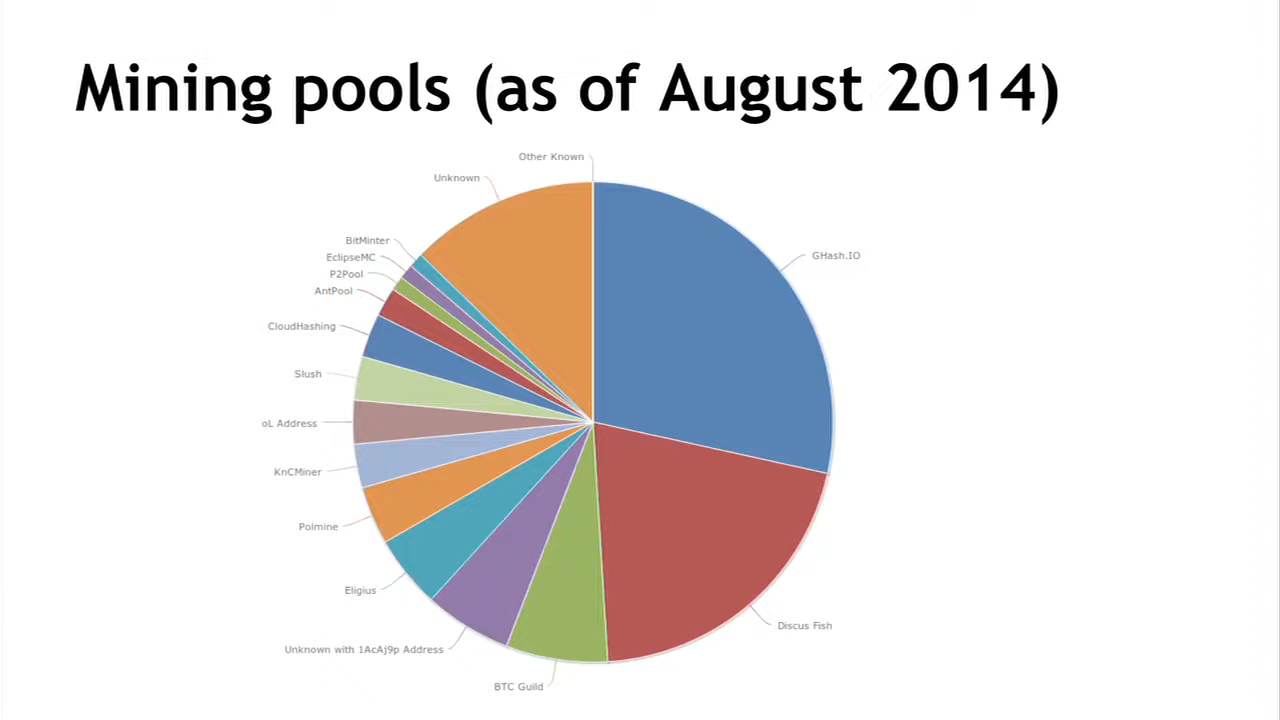 Mining pools (as of August 2014)
Other Known
Unknown
BitMinter
GHash.IO
EclipseMC
P2Pool
AntPool
CloudHashing
Slush
oL Address
KnCMiner
Polmine
Eligius
Discus Fish
Unknown with 1AcAj9p Address
BTC Guild